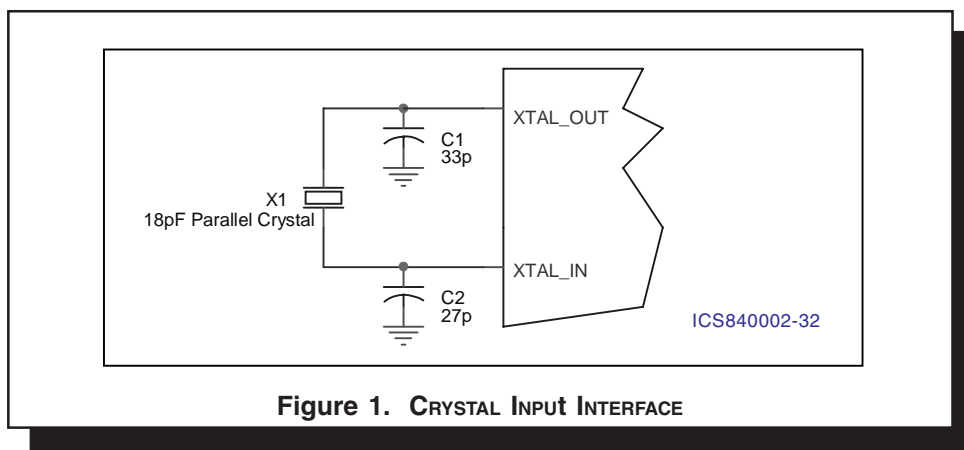 XTAL_OUT
C1
33p
X1
18pF Parallel Crystal
XTAL_IN
C2
27p
ICS840002-32
Figure 1. CRYSTAL INPUt INTERFACE